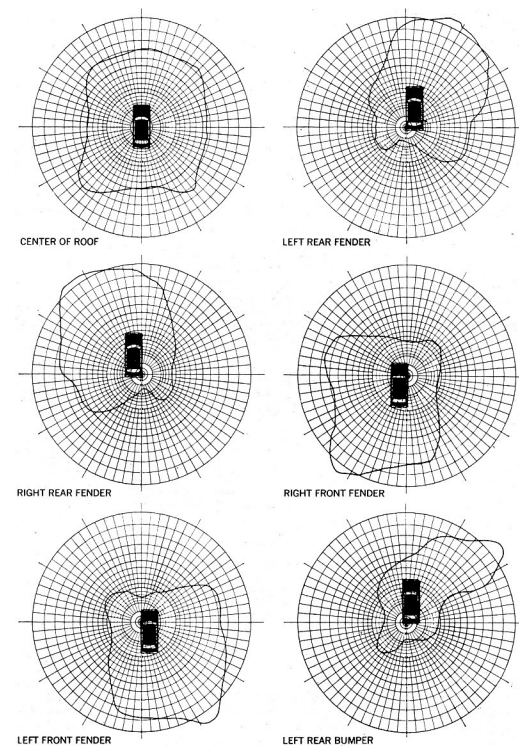 CENTER OF ROOF
LEFT REAR FENDER
RIGHT REAR FENDER
RIGHT FRONT FENDER
LEFT FRONT FENDER
LEFT REAR BUMPER